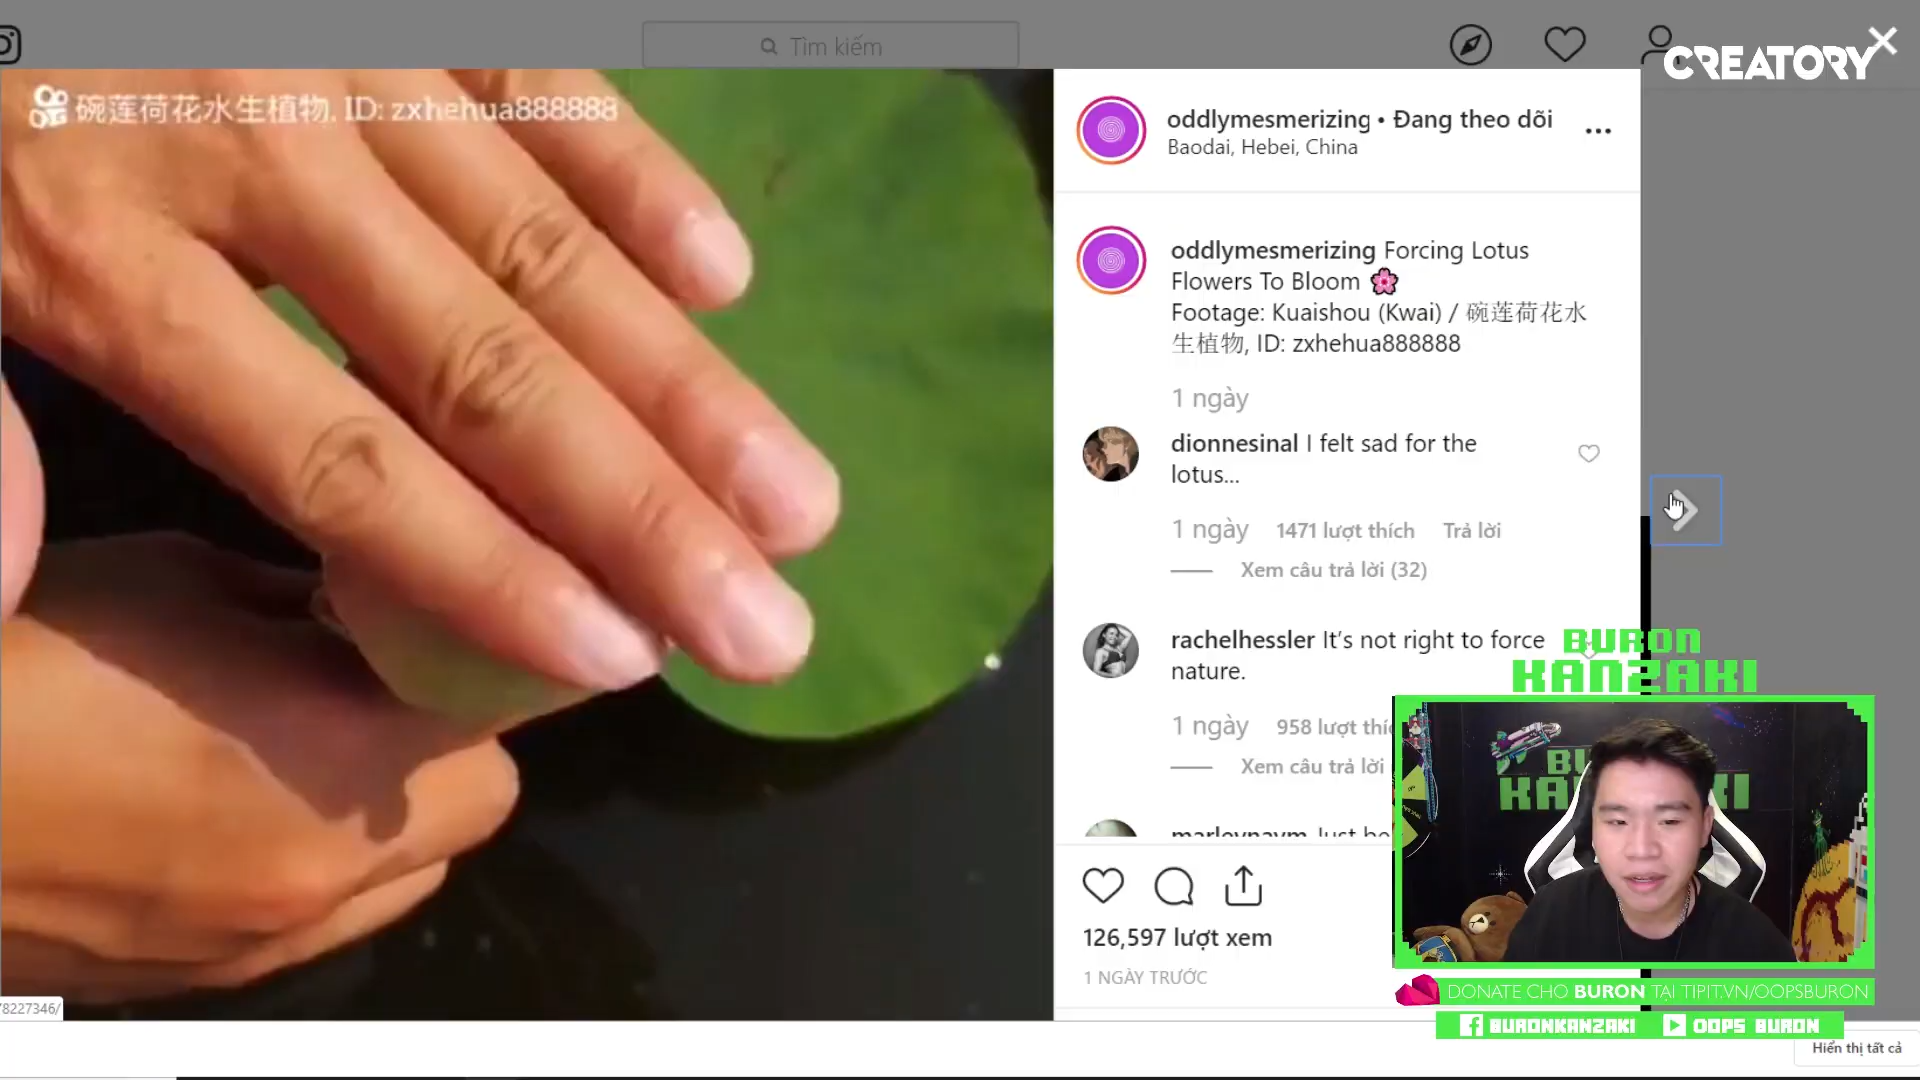 Tìm kiếm
CREATORY
碗莲荷花水生植物, ID: zxhehua888888
oddlymesmerizing • Đang theo dõi
Baodai, Hebei, China
oddlymesmerizing Forcing Lotus
Flowers To Bloom 🌸
Footage: Kuaishou (Kwai) / 碗莲荷花水
生植物, ID: zxhehua888888
1 ngày
dionnesinal I felt sad for the
lotus...
1 ngày 1471 lượt thích Trả lời
Xem câu trả lời (32)
rachelhessler It's not right to force
nature.
1 ngày 958 lượt
Xem câu trả lời
BURON
KANZAKI
126,597 lượt xem
1 NGÀY TRƯỚC
78227346/
DONATE CHO BURON TẠI TIPIT.VN/OOPSBURON
BURONKANZAKI OOPS BURON
Hiển thị tất cả